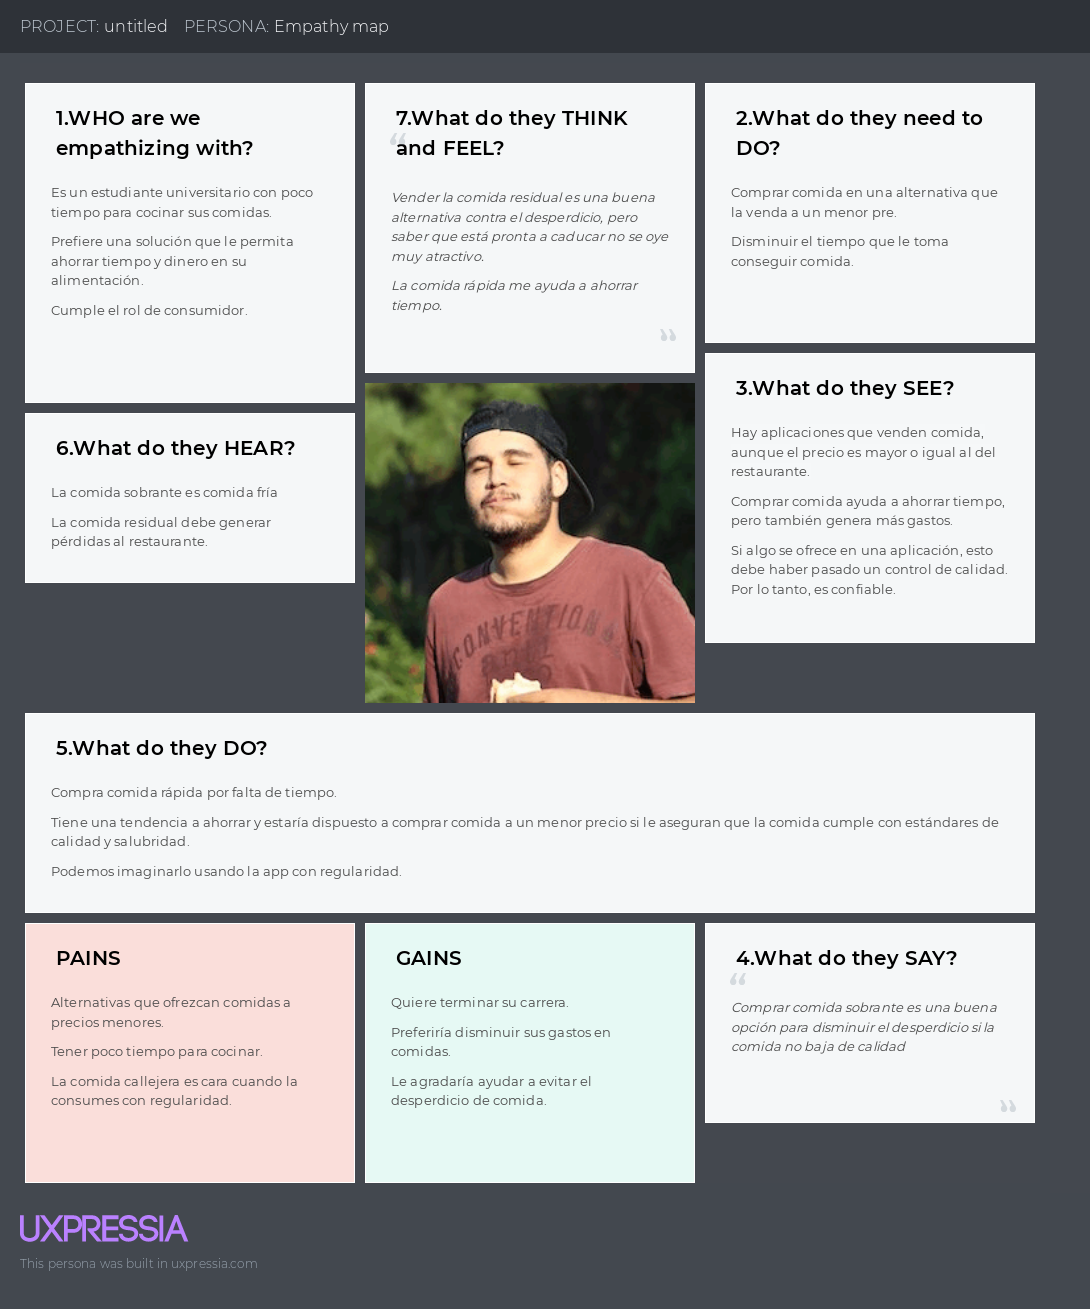 PROJECT: untitled PERSONA: Empathy map
1.WHO are we
empathizing with?
Es un estudiante universitario con poco
tiempo para cocinar sus comidas.
Prefiere una solución que le permita
ahorrar tiempo y dinero en su
alimentación.
Cumple el rol de consumidor.
7.What do they THINK
and FEEL?
Vender la comida residual es una buena
alternativa contra el desperdicio, pero
saber que está pronta a caducar no se oye
muy atractivo.
La comida rápida me ayuda a ahorrar
tiempo.
2.What do they need to
DO?
Comprar comida en una alternativa que
la venda a un menor pre.
Disminuir el tiempo que le toma
conseguir comida.
3.What do they SEE?
Hay aplicaciones que venden comida,
aunque el precio es mayor o igual al del
restaurante.
Comprar comida ayuda a ahorrar tiempo,
pero también genera más gastos.
Si algo se ofrece en una aplicación, esto
debe haber pasado un control de calidad.
Por lo tanto, es confiable.
6.What do they HEAR?
La comida sobrante es comida fría
La comida residual debe generar
pérdidas al restaurante.
CONVENTIONS
5.What do they DO?
Compra comida rápida por falta de tiempo.
Tiene una tendencia a ahorrar y estaría dispuesto a comprar comida a un menor precio si le aseguran que la comida cumple con estándares de
calidad y salubridad.
Podemos imaginarlo usando la app con regularidad.
PAINS
Alternativas que ofrezcan comidas a
precios menores.
Tener poco tiempo para cocinar.
La comida callejera es cara cuando la
consumes con regularidad.
GAINS
Quiere terminar su carrera.
Preferiría disminuir sus gastos en
comidas.
Le agradaría ayudar a evitar el
desperdicio de comida.
4.What do they SAY?
Comprar comida sobrante es una buena
opción para disminuir el desperdicio si la
comida no baja de calidad
UXPRESSIA
This persona was built in uxpressia.com